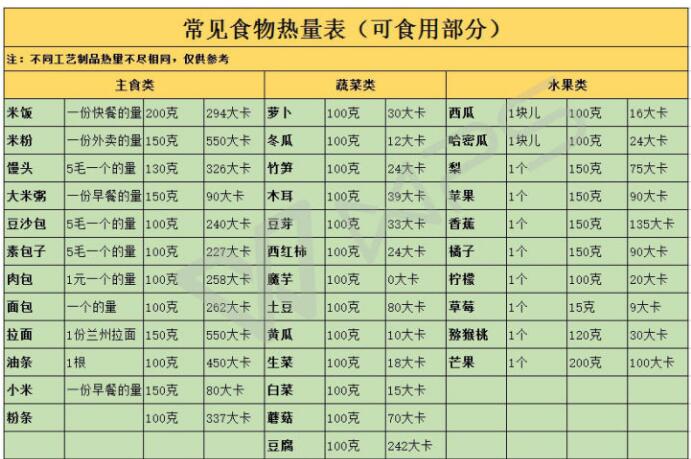 常见食物热量表（可食用部分）
注：不同工艺制品热量不尽相同，仅供参考
主食类 蔬菜类 水果类
米饭 一份快餐的量 200克 294大卡 萝卜 100克 30大卡 西瓜 1块儿 100克 16大卡
米粉 一份外卖的量 150克 550大卡 冬瓜 100克 12大卡 哈密瓜 1块儿 100克 24大卡
馒头 5毛一个的量 130克 326大卡 竹笋 100克 24大卡 梨 1个 150克 75大卡
大米粥 一份早餐的量 150克 90大卡 木耳 100克 39大卡 苹果 1个 150克 90大卡
豆沙包 5毛一个的量 100克 240大卡 豆芽 100克 33大卡 香蕉 1个 150克 135大卡
素包子 5毛一个的量 100克 227大卡 西红柿 100克 24大卡 橘子 1个 150克 90大卡
肉包 1元一个的量 100克 258大卡 魔芋 100克 0大卡 柠檬 1个 100克 20大卡
面包 一个的量 100克 262大卡 土豆 100克 80大卡 草莓 1个 15克 9大卡
拉面 1份兰州拉面 150克 550大卡 黄瓜 100克 10大卡 猕猴桃 1个 120克 30大卡
油条 1根 100克 450大卡 生菜 100克 18大卡 芒果 1个 200克 100大卡
小米 一份早餐的量 150克 80大卡 白菜 100克 15大卡
粉条 100克 337大卡 蘑菇 100克 70大卡
豆腐 100克 242大卡